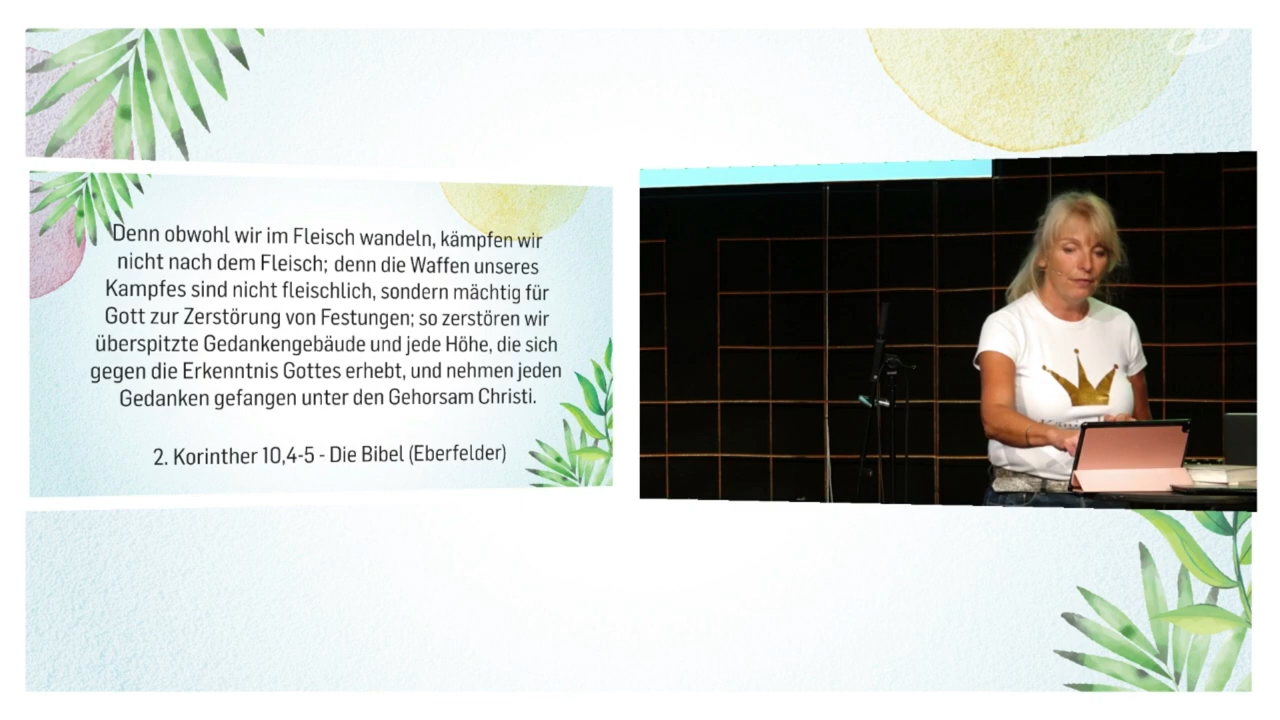 Denn obwohl wir im Fleisch wandeln, kämpfen wir
nicht nach dem Fleisch; denn die Waffen unseres
Kampfes sind nicht fleischlich, sondern mächtig für
Gott zur Zerstörung von Festungen; so zerstören wir
überspitzte Gedankengebäude und jede Höhe, die sich
gegen die Erkenntnis Gottes erhebt, und nehmen jeden
Gedanken gefangen unter den Gehorsam Christi.
2. Korinther 10,4-5 - Die Bibel (Eberfelder)